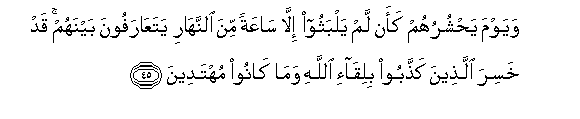 وَيَوْمَ يَحْشُرُهُمْ كَأَن لَّمْ يَلْبَثُوٓا۟ إِلَّا سَاعَةً مِّنَ ٱلنَّهَارِ يَتَعَارَفُونَ بَيْنَهُمْ ۚ قَدْ
خَسِرَ ٱلَّذِينَ كَذَّبُوا۟ بِلِقَآءِ ٱللَّهِ وَمَا كَانُوا۟ مُهْتَدِينَ ﴿٤٥﴾